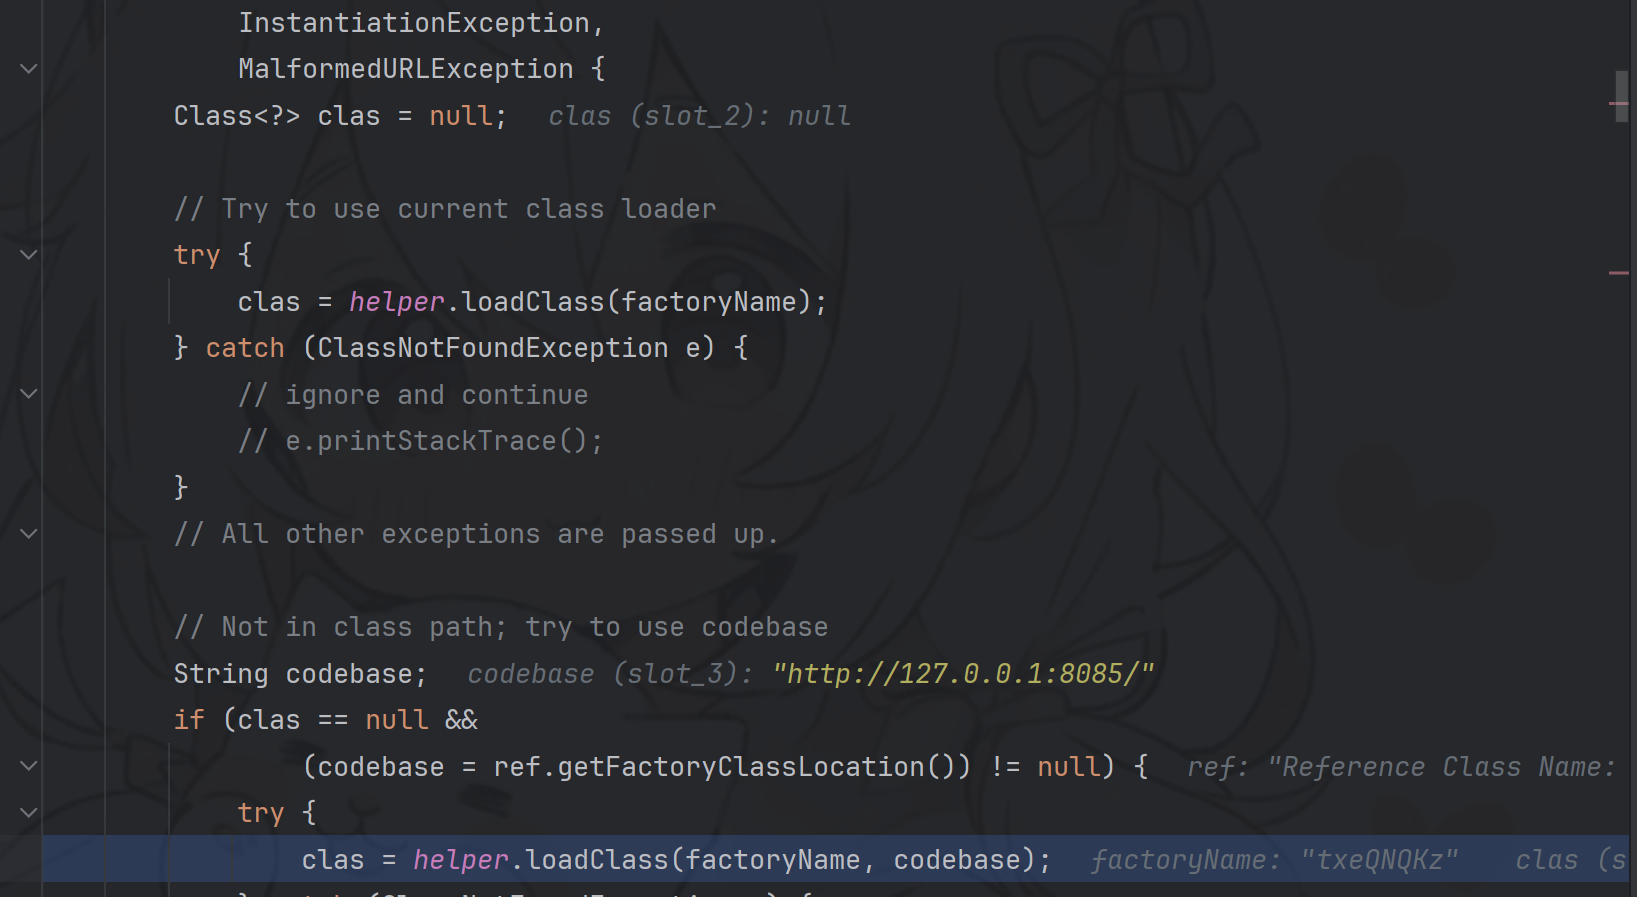 InstantiationException,
MalformedURLException {
Class<?> clas = null;   clas (slot_2): null
// Try to use current class loader
try {
clas = helper.loadClass(factoryName);
} catch (ClassNotFoundException e) {
// ignore and continue
// e.printStackTrace();
}
// All other exceptions are passed up.
// Not in class path; try to use codebase
String codebase;   codebase (slot_3): "http://127.0.0.1:8085/"
if (clas == null &&
(codebase = ref.getFactoryClassLocation()) != null) {   ref: "Reference Class Name:
try {
clas = helper.loadClass(factoryName, codebase);   factoryName: "txeQNQKz"   clas (s